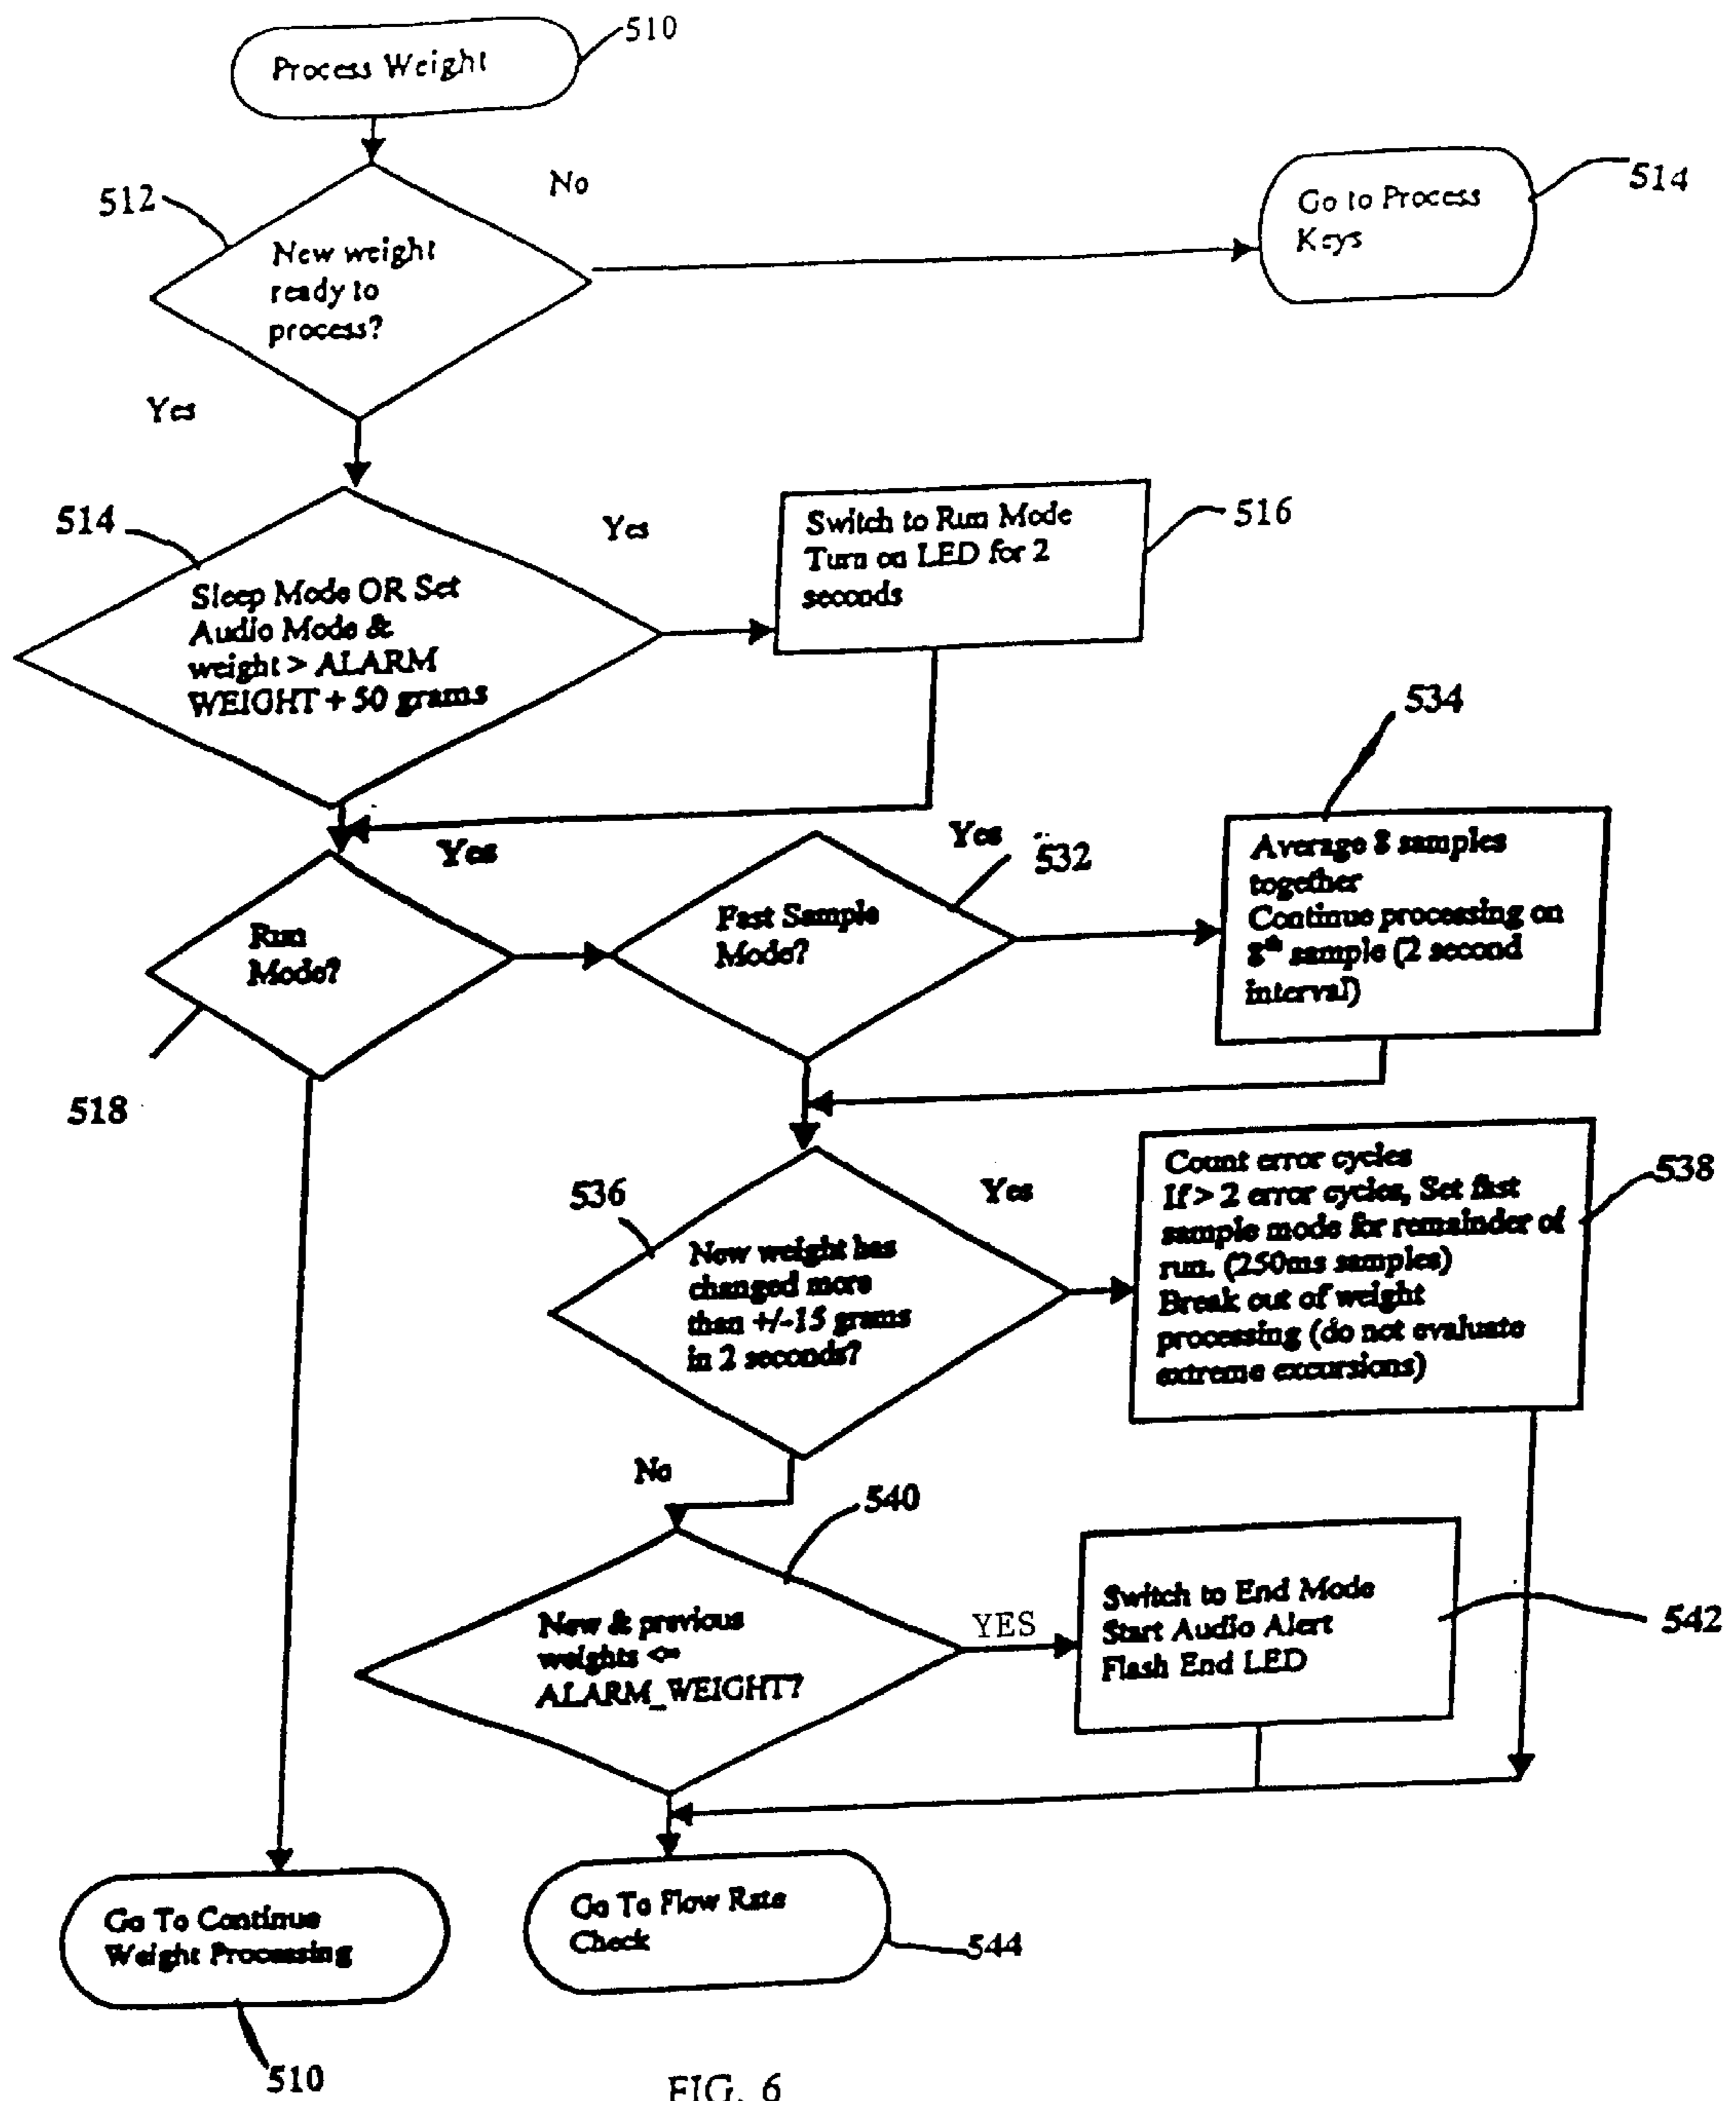 Process Weight
510
No
512
New weight
ready to
process?
Go to Process
Keys
514
Yes
514
Yes
Sleep Mode OR Set
Audio Mode &
weight > ALARM
WEIGHT + 50 grams
Switch to Run Mode
Turn on LED for 2
seconds
516
534
Yes
Yes
532
Run
Mode?
Fast Sample
Mode?
Average 8 samples
together
Continue processing on
8th sample (2 second
interval)
518
536
Yes
New weight has
changed more
than +/-15 grams
in 2 seconds?
Count error cycles
If > 2 error cycles, Set fast
sample mode for remainder of
run. (250ms samples)
Break out of weight
processing (do not evaluate
extreme excursions)
538
No
540
New & previous
weights <=
ALARM_WEIGHT?
YES
Switch to End Mode
Start Audio Alert
Flash End LED
542
Go To Continue
Weight Processing
Go To Flow Rate
Check
544
510
FIG. 6